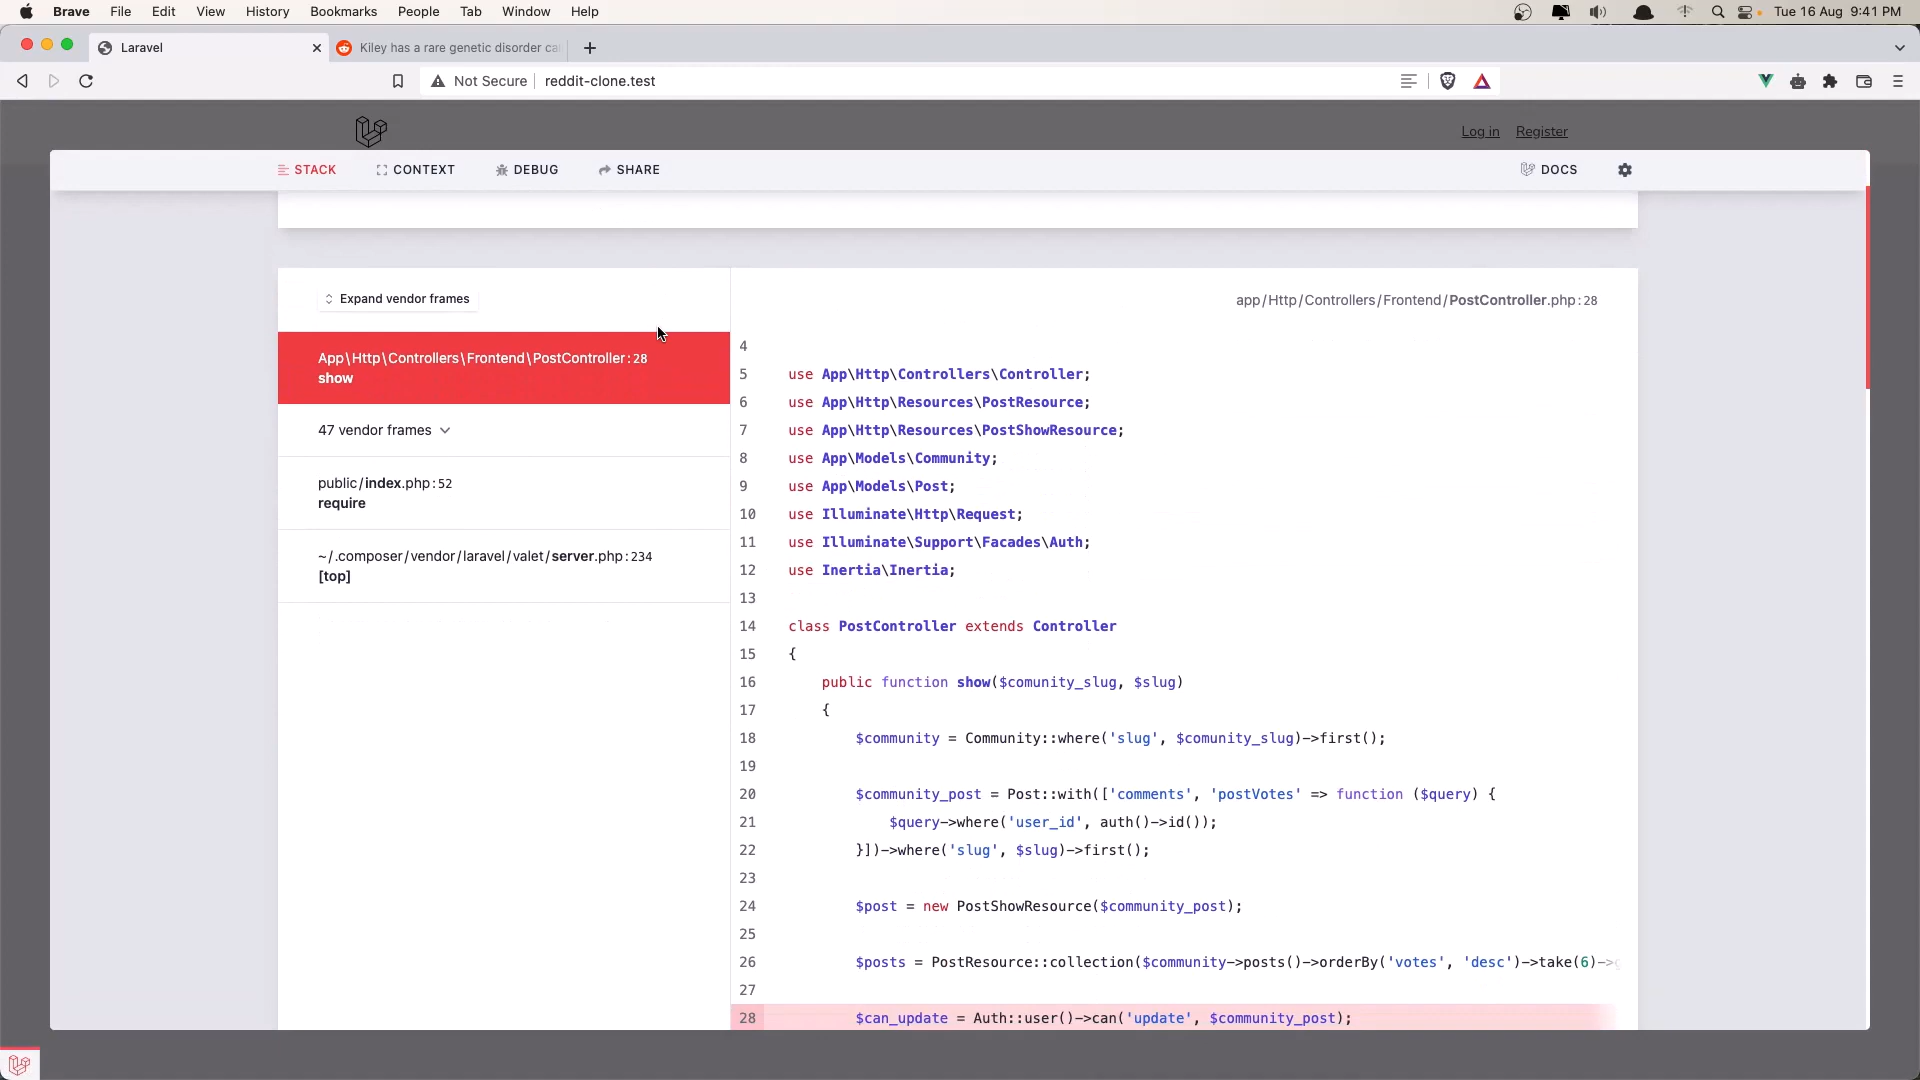 Brave File Edit View History Bookmarks People Tab Window Help Tue 16 Aug 9:41 PM
Laravel Kiley has a rare genetic disorder ca
Not Secure reddit-clone.test
Log in Register
STACK CONTEXT DEBUG SHARE DOCS
Expand vendor frames
App\Http\Controllers\Frontend\PostController:28
show
47 vendor frames
public/index.php:52
require
~/.composer/vendor/laravel/valet/server.php:234
[top]
app/Http/Controllers/Frontend/PostController.php:28
4
5 use App\Http\Controllers\Controller;
6 use App\Http\Resources\PostResource;
7 use App\Http\Resources\PostShowResource;
8 use App\Models\Community;
9 use App\Models\Post;
10 use Illuminate\Http\Request;
11 use Illuminate\Support\Facades\Auth;
12 use Inertia\Inertia;
13
14 class PostController extends Controller
15 {
16 public function show($comunity_slug, $slug)
17 {
18 $community = Community::where('slug', $comunity_slug)->first();
19
20 $community_post = Post::with(['comments', 'postVotes' => function ($query) {
21 $query->where('user_id', auth()->id());
22 }])->where('slug', $slug)->first();
23
24 $post = new PostShowResource($community_post);
25
26 $posts = PostResource::collection($community->posts()->orderBy('votes', 'desc')->take(6)->
27
28 $can_update = Auth::user()->can('update', $community_post);